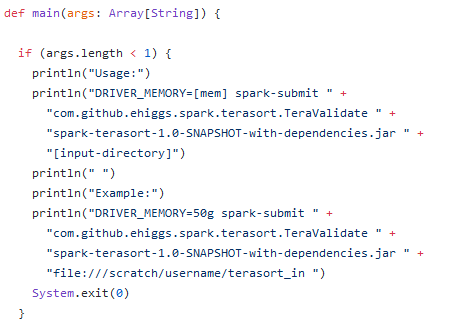 def main(args: Array[String]) {
if (args.length < 1) {
println("Usage:")
println("DRIVER_MEMORY=[mem] spark-submit " +
"com.github.ehiggs.spark.terasort.TeraValidate " +
"spark-terasort-1.0-SNAPSHOT-with-dependencies.jar " +
"[input-directory]")
println(" ")
println("Example:")
println("DRIVER_MEMORY=50g spark-submit " +
"com.github.ehiggs.spark.terasort.TeraValidate " +
"spark-terasort-1.0-SNAPSHOT-with-dependencies.jar " +
"file:///scratch/username/terasort_in ")
System.exit(0)
}